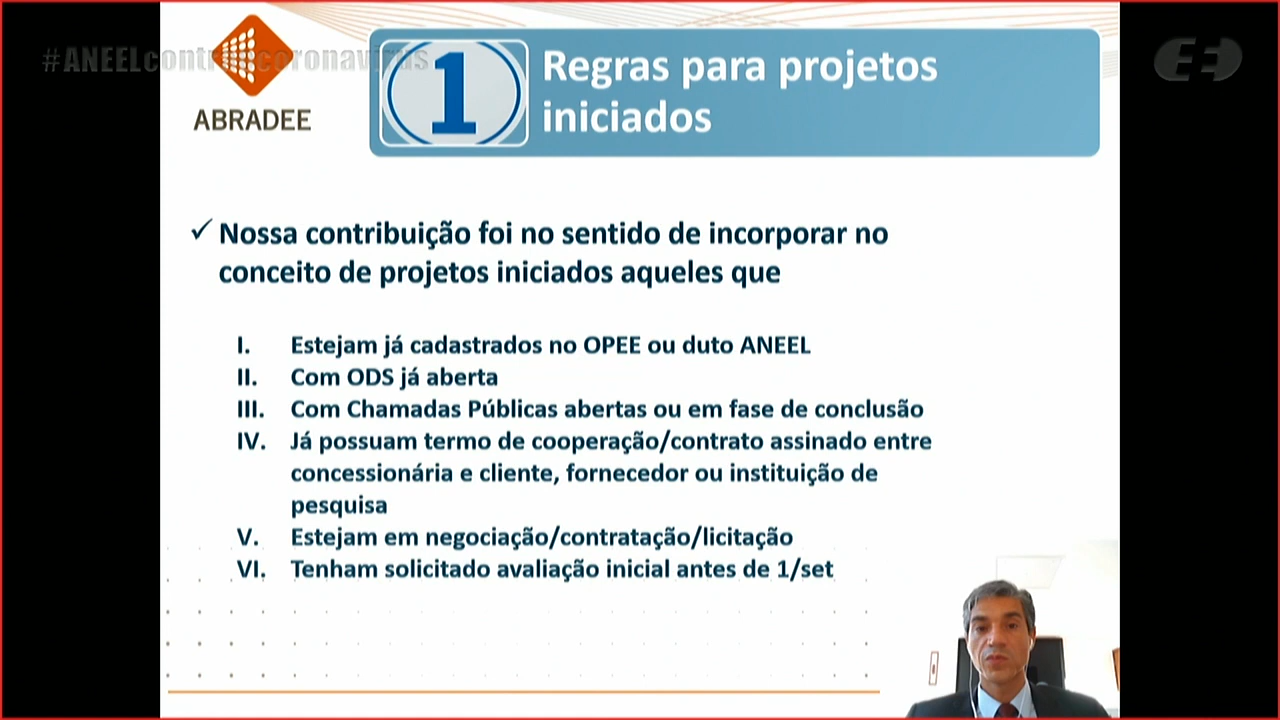 #ANEELcontracoronavírus
ABRADEE
1
Regras para projetos
iniciados
✓ Nossa contribuição foi no sentido de incorporar no
conceito de projetos iniciados aqueles que
I. Estejam já cadastrados no OPEE ou duto ANEEL
II. Com ODS já aberta
III. Com Chamadas Públicas abertas ou em fase de conclusão
IV. Já possuam termo de cooperação/contrato assinado entre
concessionária e cliente, fornecedor ou instituição de
pesquisa
V. Estejam em negociação/contratação/licitação
VI. Tenham solicitado avaliação inicial antes de 1/set